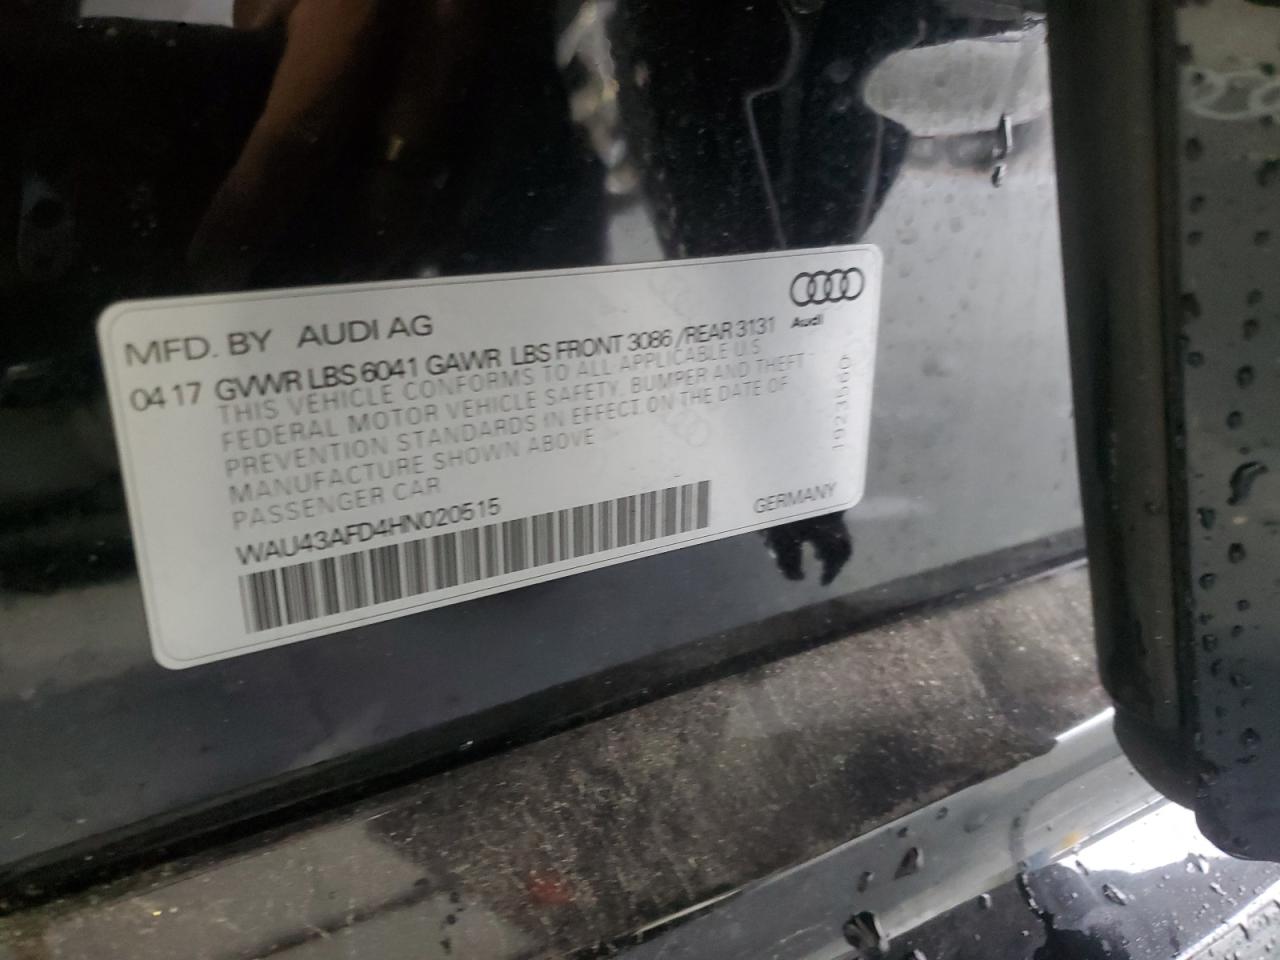 MFD. BY AUDI AG
Audi
04 17 GVWR LBS 6041 GAWR LBS FRONT 3086 /REAR 3131
THIS VEHICLE CONFORMS TO ALL APPLICABLE U.S
FEDERAL MOTOR VEHICLE SAFETY, BUMPER AND THEFT-
PREVENTION STANDARDS IN EFFECT ON THE DATE OF
MANUFACTURE SHOWN ABOVE
PASSENGER CAR
WAU43AFD4HN020515
GERMANY